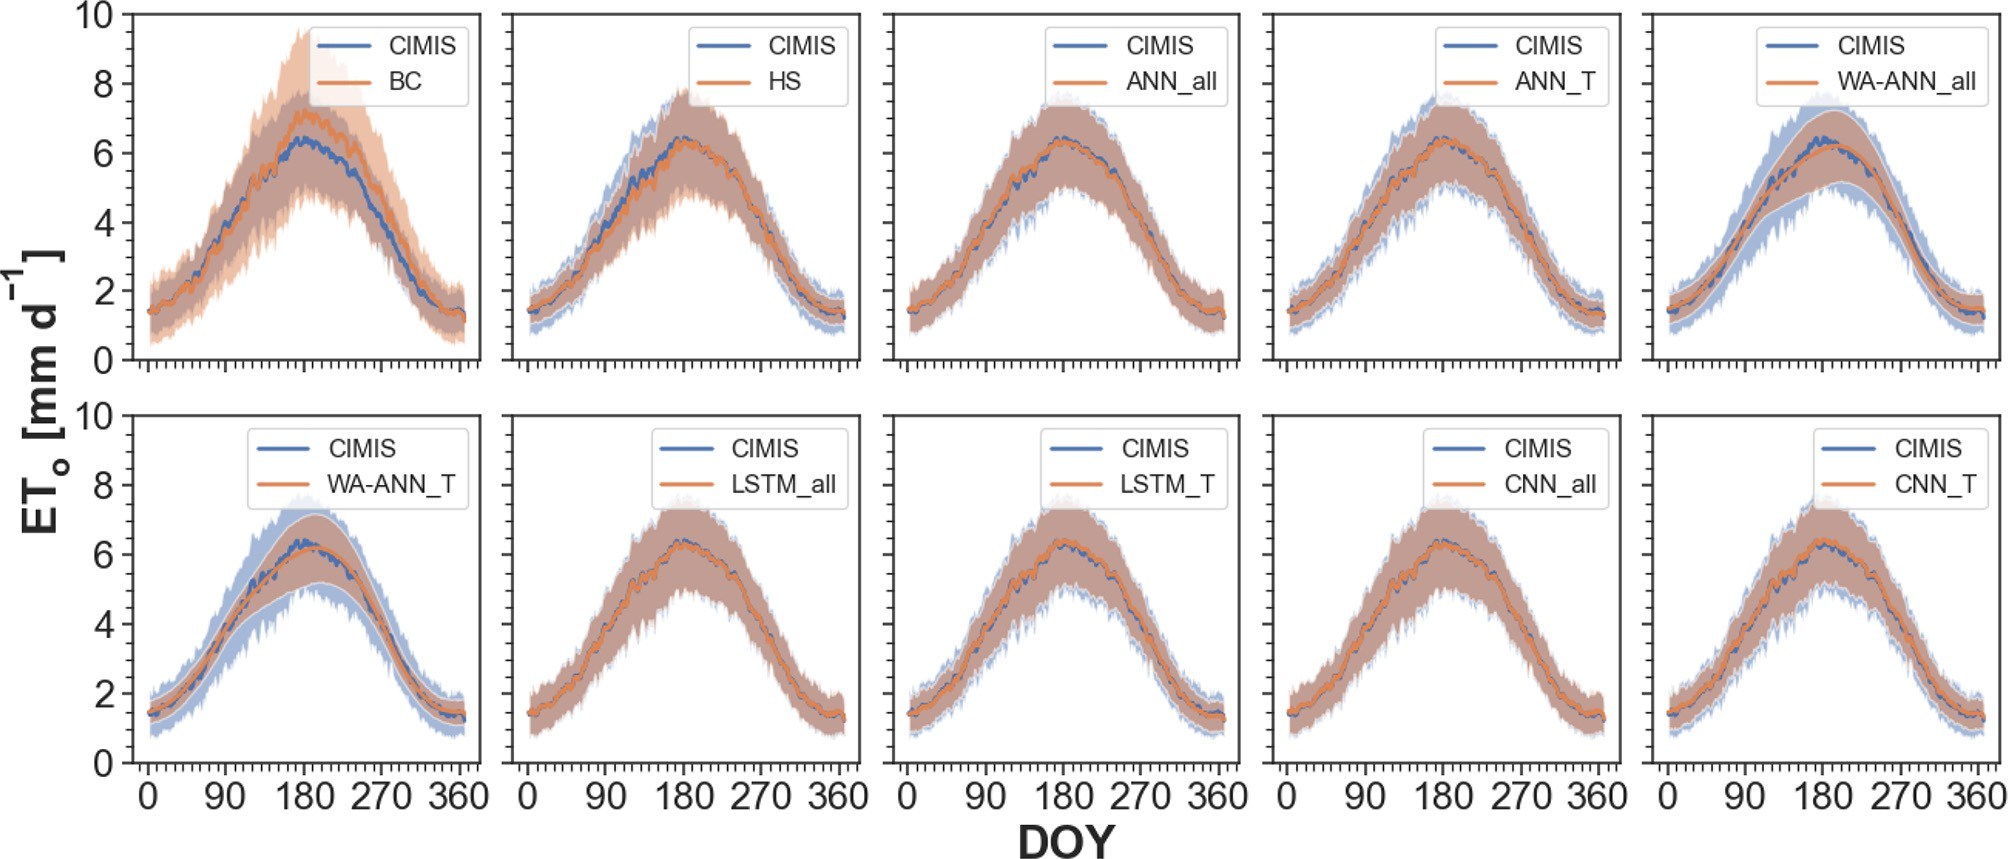 10
8
6
4
2
0
CIMIS
BC
CIMIS
HS
CIMIS
ANN_all
CIMIS
ANN_T
CIMIS
WA-ANN_all
ETo [mm d−1]
10
8
6
4
2
0
CIMIS
WA-ANN_T
CIMIS
LSTM_all
CIMIS
LSTM_T
CIMIS
CNN_all
CIMIS
CNN_T
0 90 180 270 360
0 90 180 270 360
0 90 180 270 360
0 90 180 270 360
0 90 180 270 360
DOY